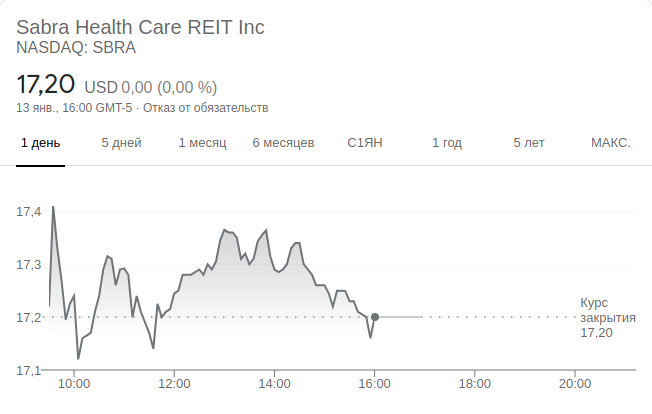 Sabra Health Care REIT Inc
NASDAQ: SBRA
17,20 USD 0,00 (0,00 %)
13 янв., 16:00 GMT-5 · Отказ от обязательств
1 день 5 дней 1 месяц 6 месяцев С1ЯН 1 год 5 лет МАКС.
17,4
17,3
17,2
17,1
Курс
закрытия
17,20
10:00 12:00 14:00 16:00 18:00 20:00